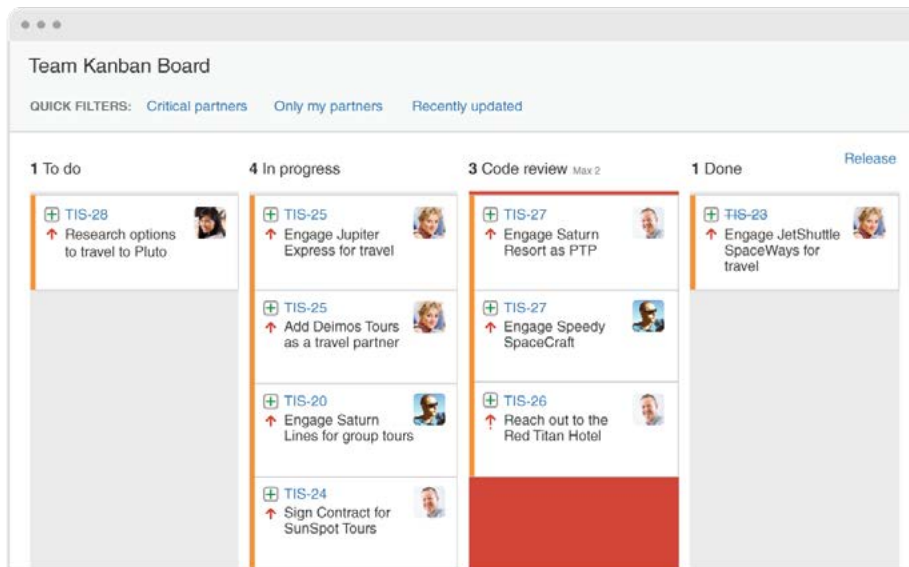 Team Kanban Board
QUICK FILTERS: Critical partners Only my partners Recently updated
Release
1 To do
TIS-28
Research options
to travel to Pluto
4 In progress
TIS-25
Engage Jupiter
Express for travel
TIS-25
Add Deimos Tours
as a travel partner
TIS-20
Engage Saturn
Lines for group tours
TIS-24
Sign Contract for
SunSpot Tours
3 Code review Max 2
TIS-27
Engage Saturn
Resort as PTP
TIS-27
Engage Speedy
SpaceCraft
TIS-26
Reach out to the
Red Titan Hotel
1 Done
TIS-23
Engage JetShuttle
SpaceWays for
travel